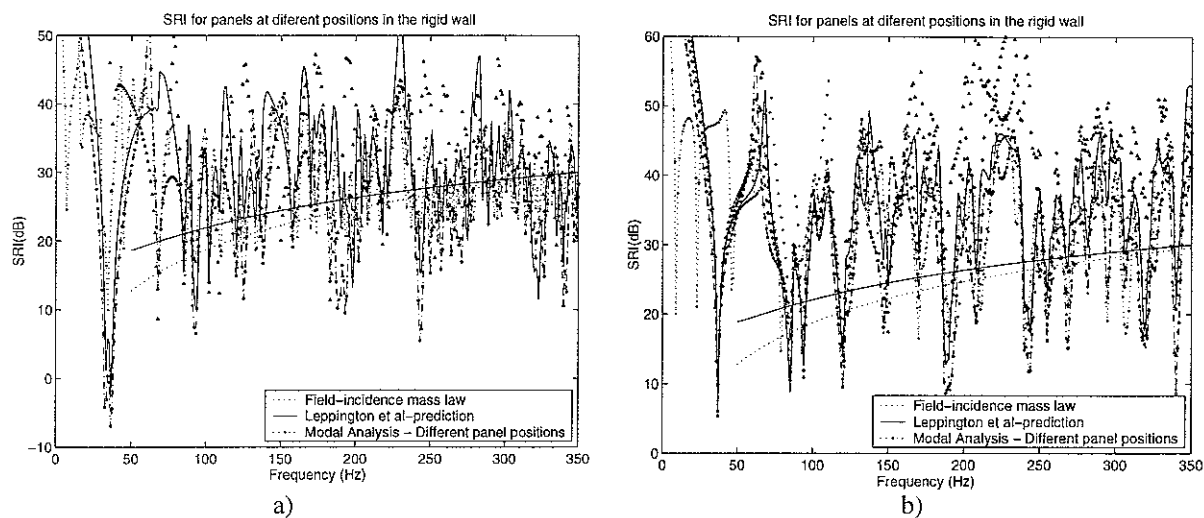 SRI for panels at diferent positions in the rigid wall
50
40
30
20
10
0
−10
SRI(dB)
0 50 100 150 200 250 300 350
Frequency (Hz)
Field−incidence mass law
Leppington et al−prediction
Modal Analysis − Different panel positions
a)
SRI for panels at diferent positions in the rigid wall
60
50
40
30
20
10
0
SRI(dB)
0 50 100 150 200 250 300 350
Frequency (Hz)
Field−incidence mass law
Leppington et al−prediction
Modal Analysis − Different panel positions
b)